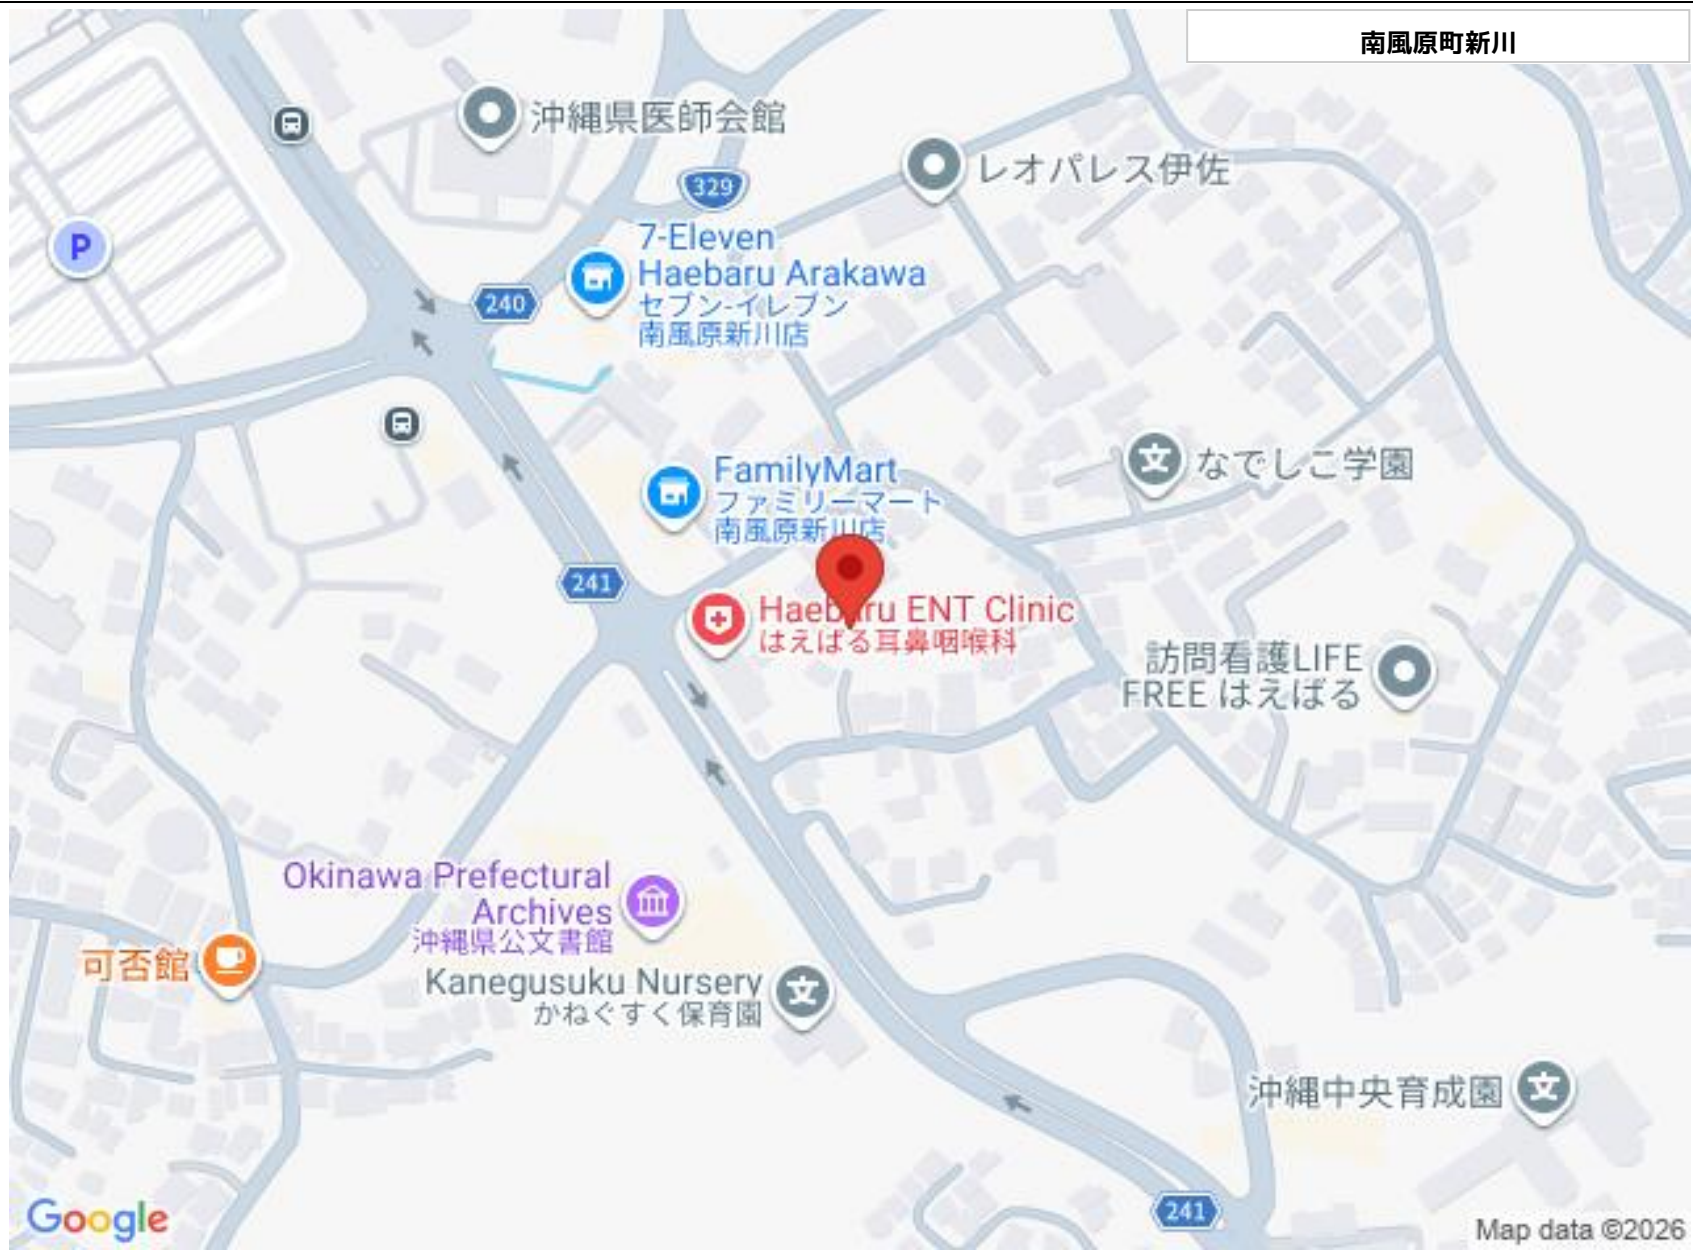 南風原町新川
沖縄県医師会館
レオパレス伊佐
329
7-Eleven
Haebaru Arakawa
セブン-イレブン
南風原新川店
P
240
FamilyMart
ファミリーマート
南風原新川店
文
なでしこ学園
241
Haebaru ENT Clinic
はえばる耳鼻咽喉科
訪問看護LIFE
FREE はえばる
Okinawa Prefectural
Archives
沖縄県公文書館
可否館
Kanegusuku Nursery
かねぐすく保育園
文
沖縄中央育成園
文
241
Google
Map data ©2026